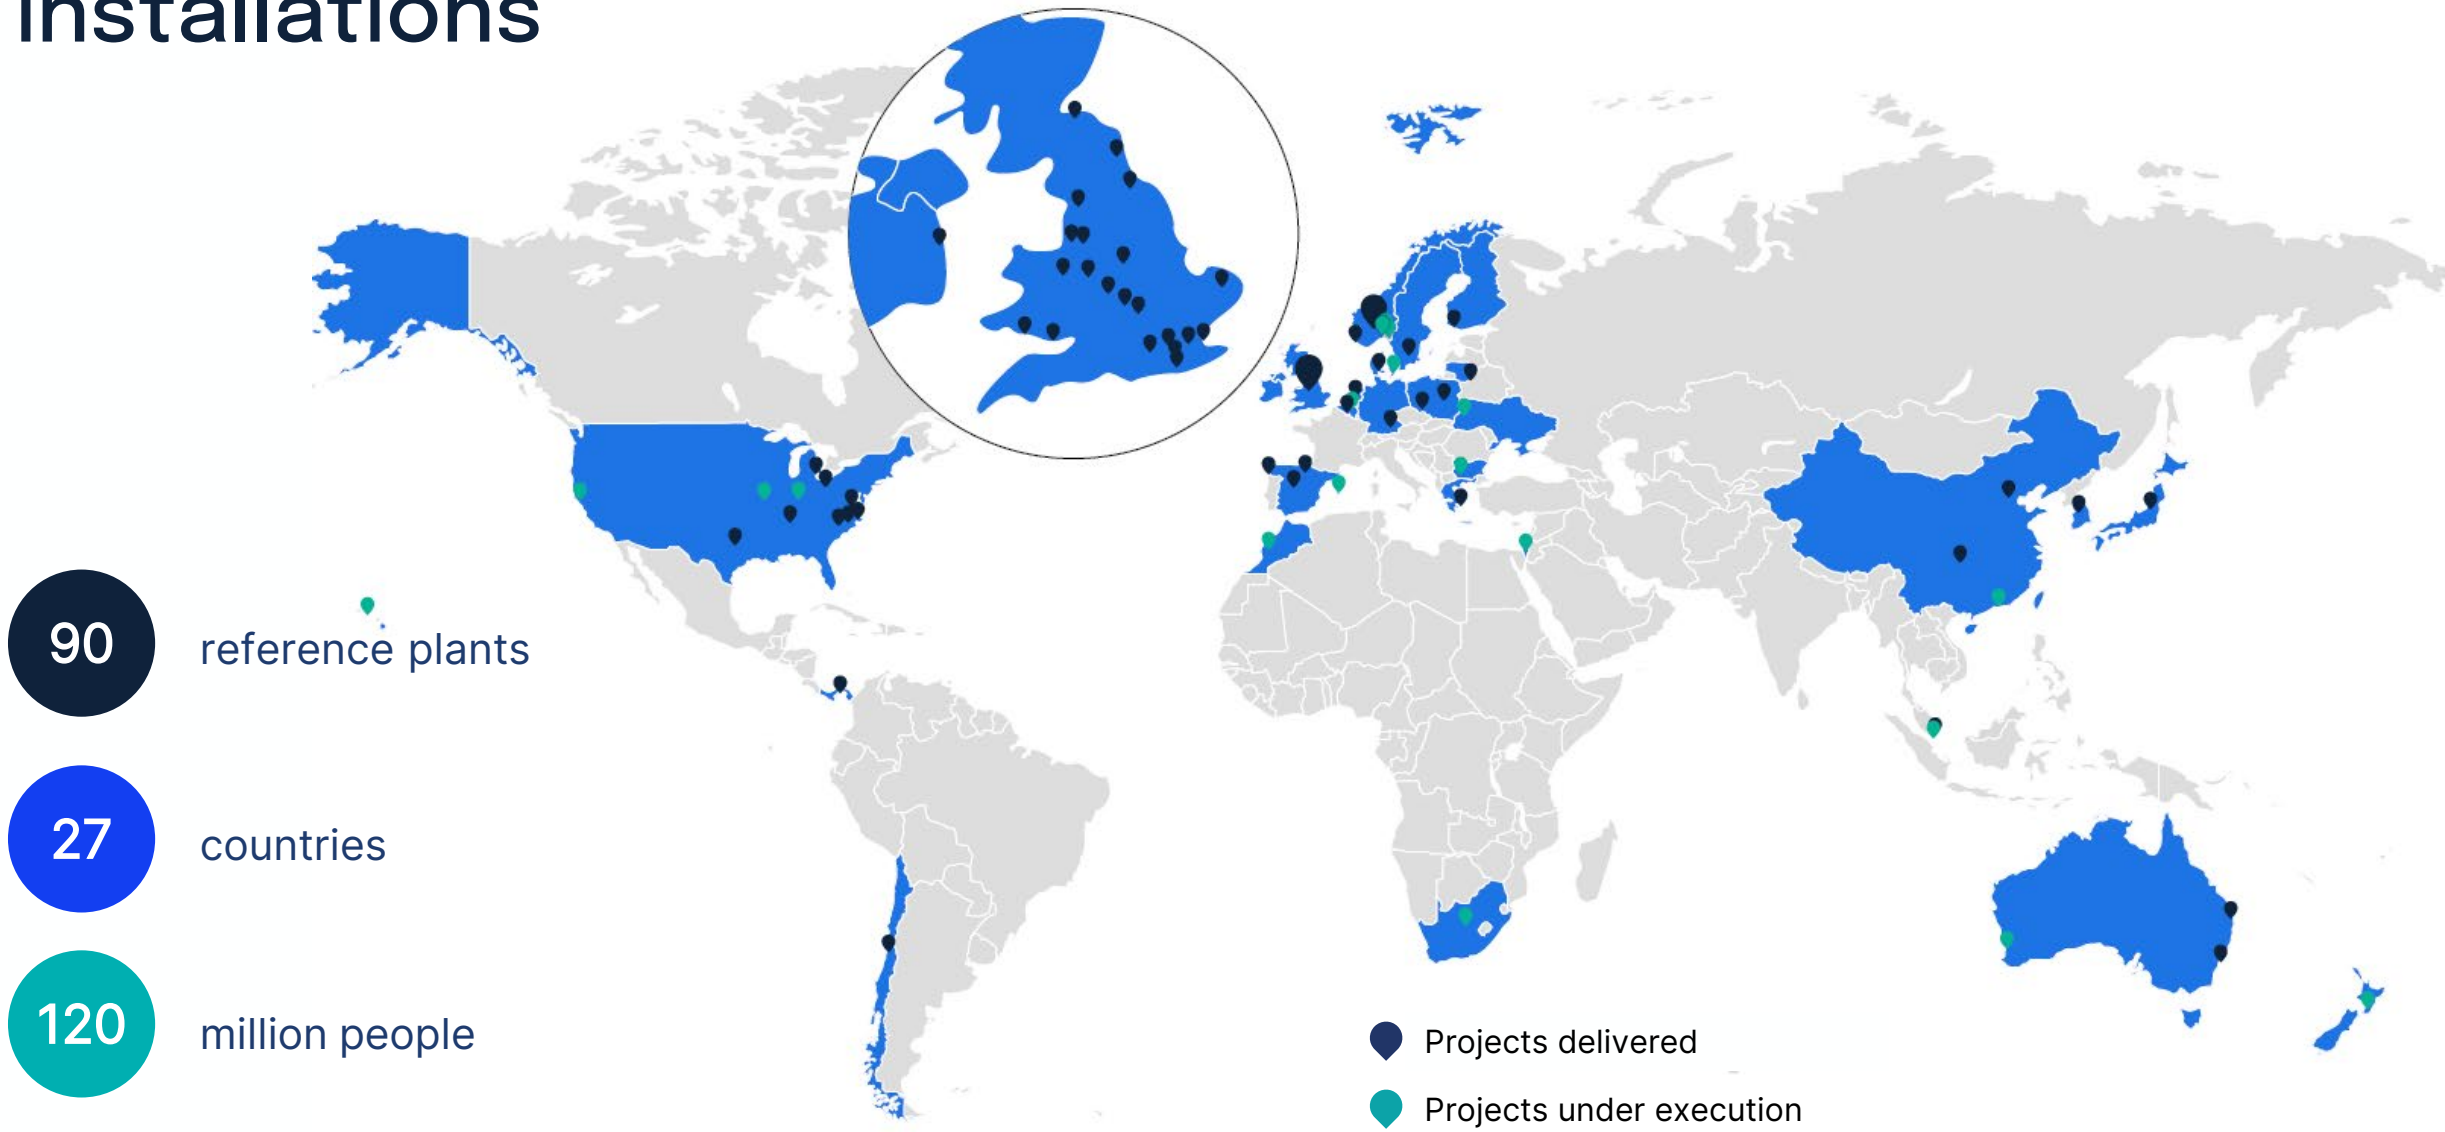 installations
90
reference plants
27
countries
120
million people
Projects delivered
Projects under execution